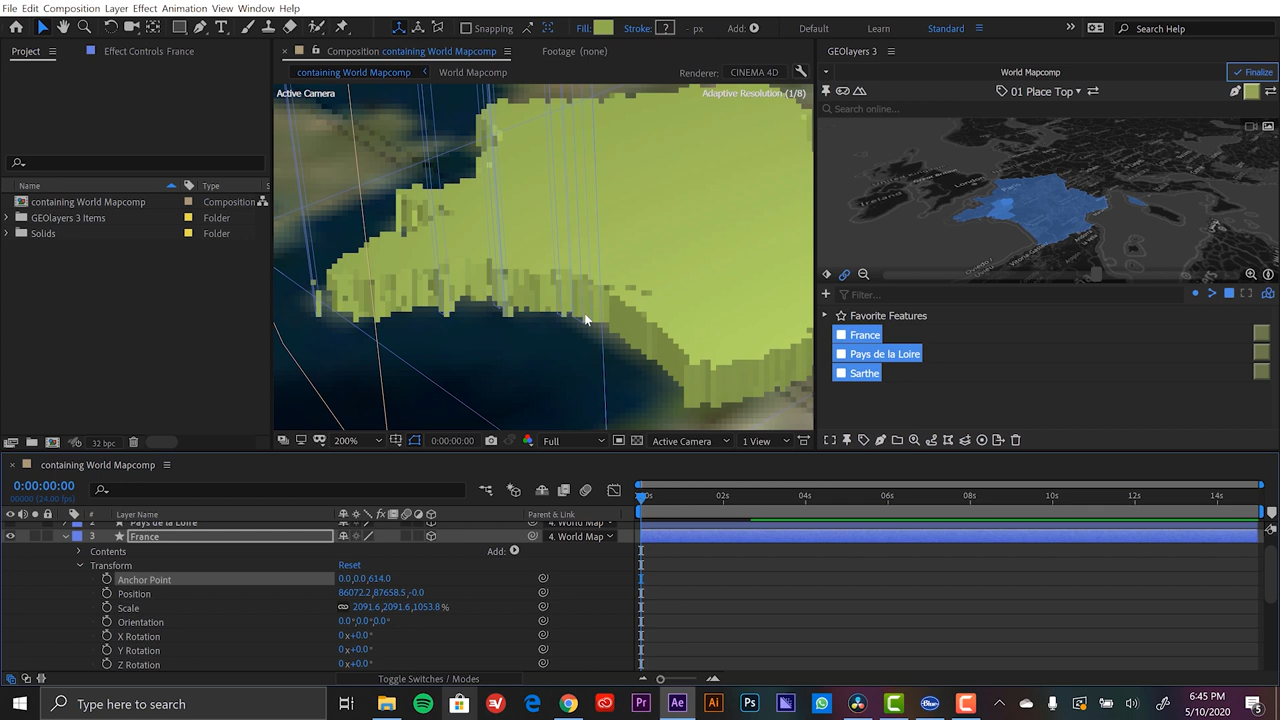 File Edit Composition Layer Effect Animation View Window Help
Snapping
Fill: Stroke: ? - px Add:
Default Learn Standard Search Help
Project Effect Controls France
Composition containing World Mapcomp Footage (none)
GEOlayers 3
containing World Mapcomp World Mapcomp Renderer: CINEMA 4D
World Mapcomp Finalize
Active Camera Adaptive Resolution (1/8)
01 Place Top
Search online...
Name Type S
containing World Mapcomp Composition
GEOlayers 3 Items Folder
Solids Folder
Filter...
Favorite Features
France
Pays de la Loire
Sarthe
32 bpc
200% 0:00:00:00 Full Active Camera 1 View
containing World Mapcomp
0:00:00:00
00000 (24.00 fps)
02s 04s 06s 08s 10s 12s 14s
# Layer Name Parent & Link
2 Pays de la Loire 4. World Map
3 France 4. World Map
Contents Add:
Transform Reset
Anchor Point 0.0,0.0,614.0
Position 86072.2,87658.5,-0.0
Scale 2091.6,2091.6,1053.8%
Orientation 0.0°,0.0°,0.0°
X Rotation 0x+0.0°
Y Rotation 0x+0.0°
Z Rotation 0x+0.0°
Toggle Switches / Modes
Type here to search
6:45 PM
5/10/2020